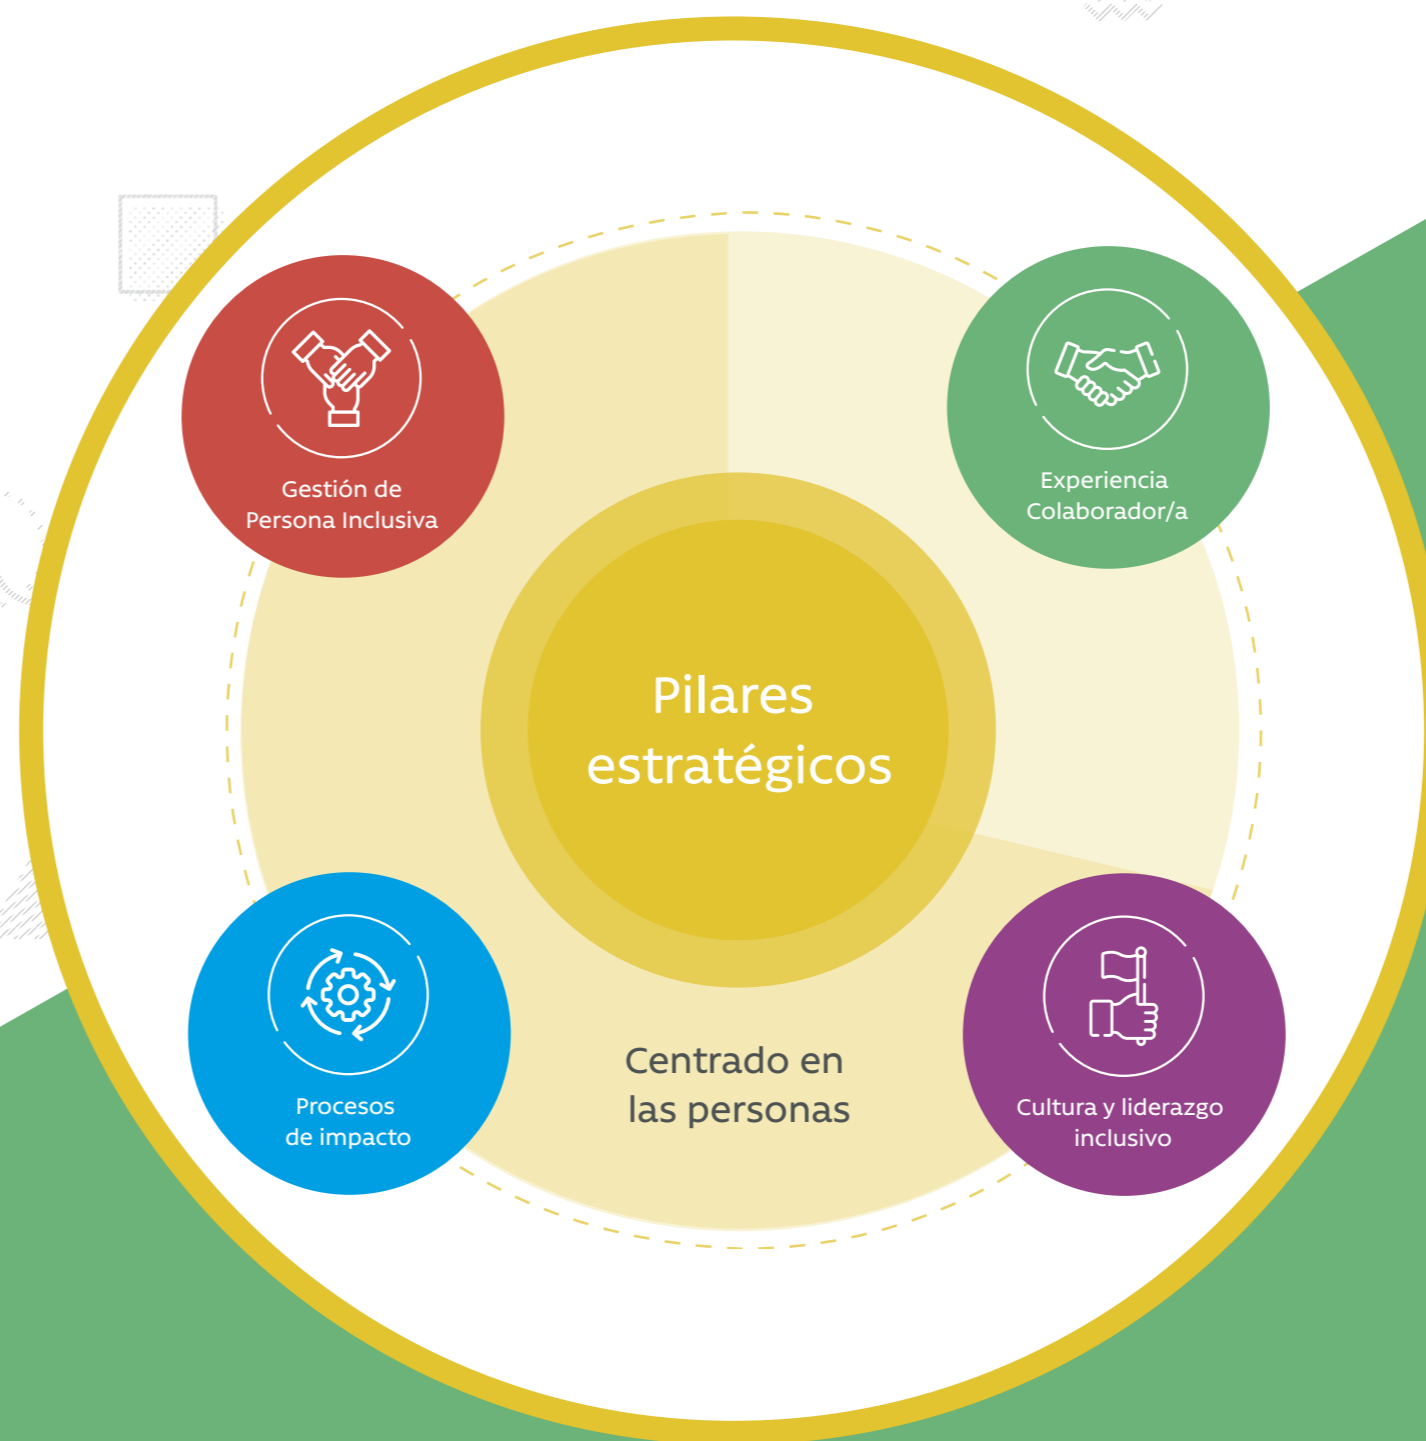 Gestión de
Persona Inclusiva
Experiencia
Colaborador/a
Pilares
estratégicos
Centrado en
las personas
Procesos
de impacto
Cultura y liderazgo
inclusivo